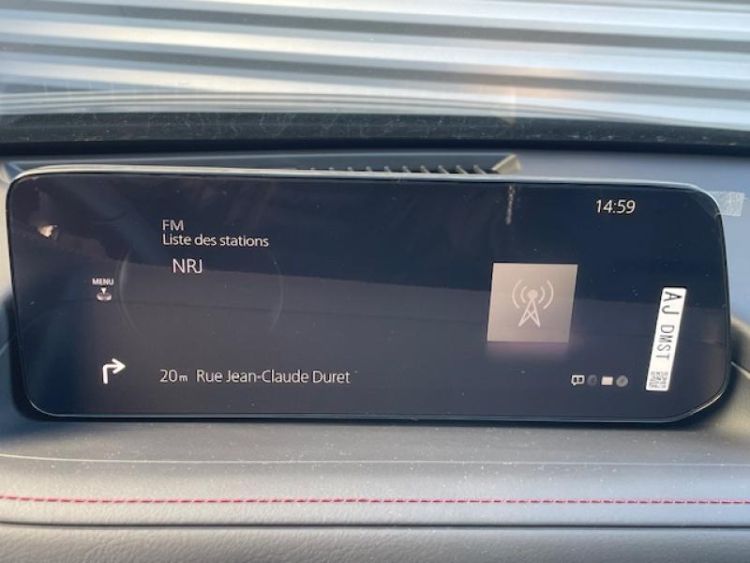 14:59
FM
Liste des stations
NRJ
MENU
20m Rue Jean-Claude Duret
AJ DMST